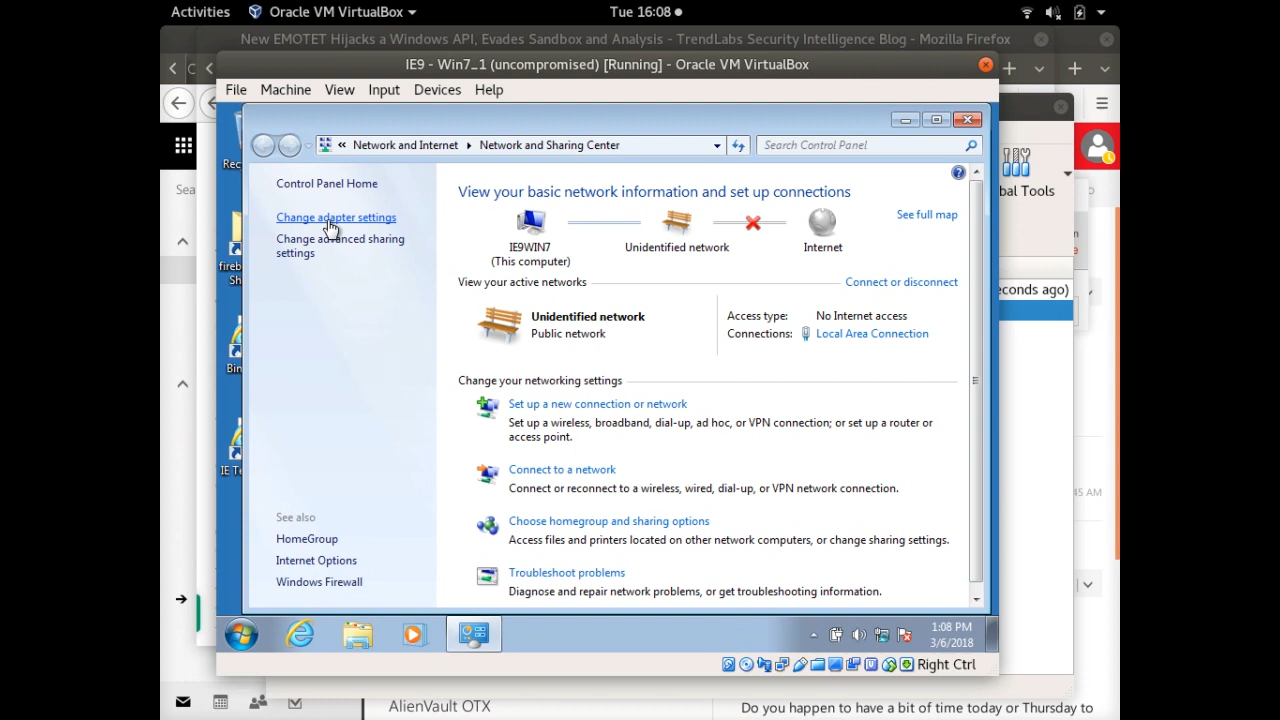 Activities
Oracle VM VirtualBox
Tue 16:08
New EMOTET Hijacks a Windows API, Evades Sandbox and Analysis - TrendLabs Security Intelligence Blog - Mozilla Firefox
IE9 - Win7_1 (uncompromised) [Running] - Oracle VM VirtualBox
File Machine View Input Devices Help
Network and Internet Network and Sharing Center
Search Control Panel
Control Panel Home
Change adapter settings
Change advanced sharing
settings
View your basic network information and set up connections
See full map
IE9WIN7
(This computer)
Unidentified network
Internet
View your active networks
Connect or disconnect
Unidentified network
Public network
Access type: No Internet access
Connections: Local Area Connection
Change your networking settings
Set up a new connection or network
Set up a wireless, broadband, dial-up, ad hoc, or VPN connection; or set up a router or
access point.
Connect to a network
Connect or reconnect to a wireless, wired, dial-up, or VPN network connection.
Choose homegroup and sharing options
Access files and printers located on other network computers, or change sharing settings.
Troubleshoot problems
Diagnose and repair network problems, or get troubleshooting information.
See also
HomeGroup
Internet Options
Windows Firewall
Rec
fireb
Sh
Bin
IE Te
Sea
bal Tools
econds ago)
45 AM
1:08 PM
3/6/2018
Right Ctrl
AlienVault OTX
Do you happen to have a bit of time today or Thursday to